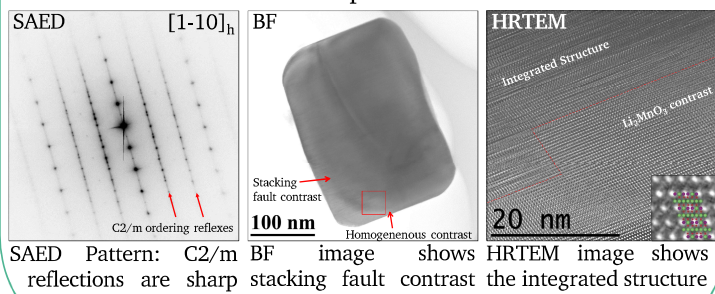 SAED [1-10]h
C2/m ordering reflexes
BF
Stacking
fault contrast
100 nm
Homogenenous contrast
HRTEM
Integrated Structure
Li2MnO3 contrast
20 nm
SAED Pattern: C2/m
reflections are sharp
BF image shows
stacking fault contrast
HRTEM image shows
the integrated structure